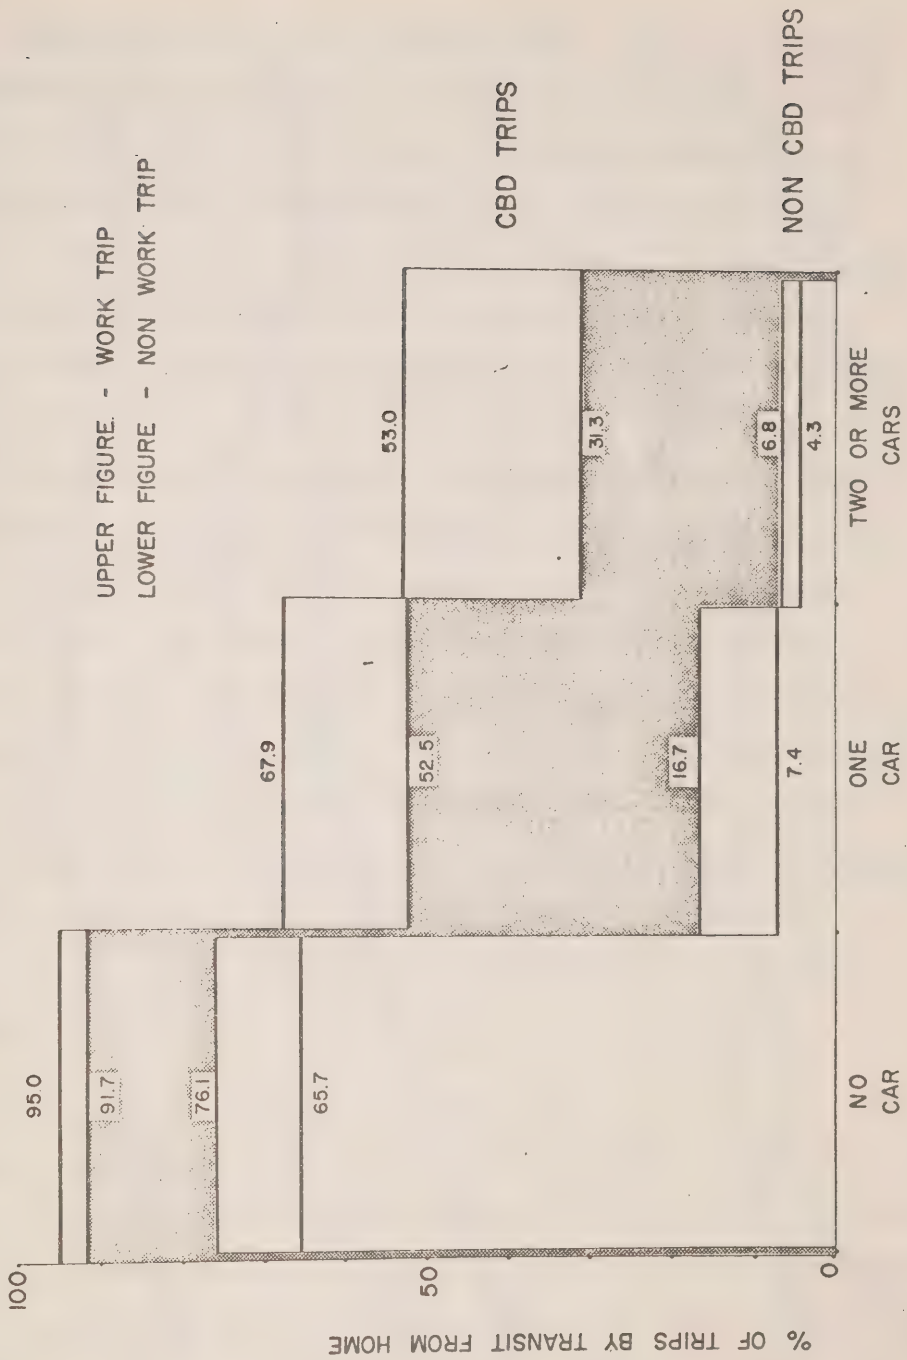 UPPER FIGURE. - WORK TRIP
LOWER FIGURE - NON WORK TRIP
CBD TRIPS
NON CBD TRIPS
% OF TRIPS BY TRANSIT FROM HOME
100
50
0
95.0
91.7
76.1
65.7
67.9
52.5
16.7
7.4
53.0
31.3
6.8
4.3
NO
CAR
ONE
CAR
TWO OR MORE
CARS